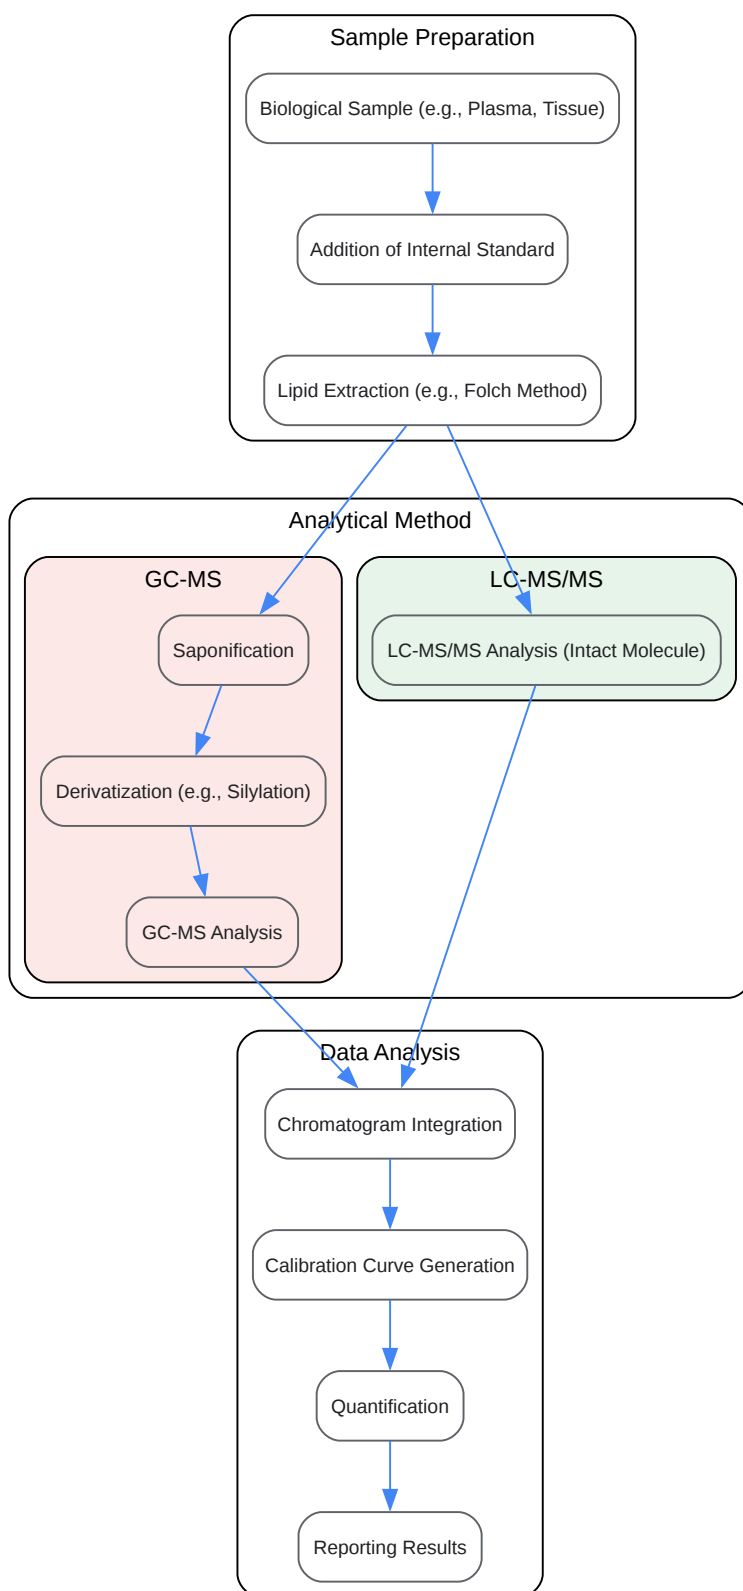 Sample Preparation
Biological Sample (e.g., Plasma, Tissue)
Addition of Internal Standard
Lipid Extraction (e.g., Folch Method)
Analytical Method
GC-MS
LC-MS/MS
Saponification
LC-MS/MS Analysis (Intact Molecule)
Derivatization (e.g., Silylation)
GC-MS Analysis
Data Analysis
Chromatogram Integration
Calibration Curve Generation
Quantification
Reporting Results